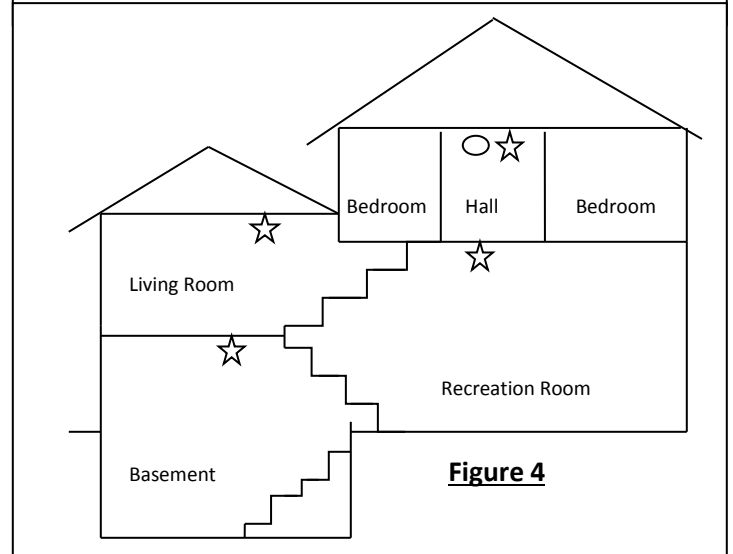 Bedroom Hall Bedroom
Living Room
Recreation Room
Basement
Figure 4